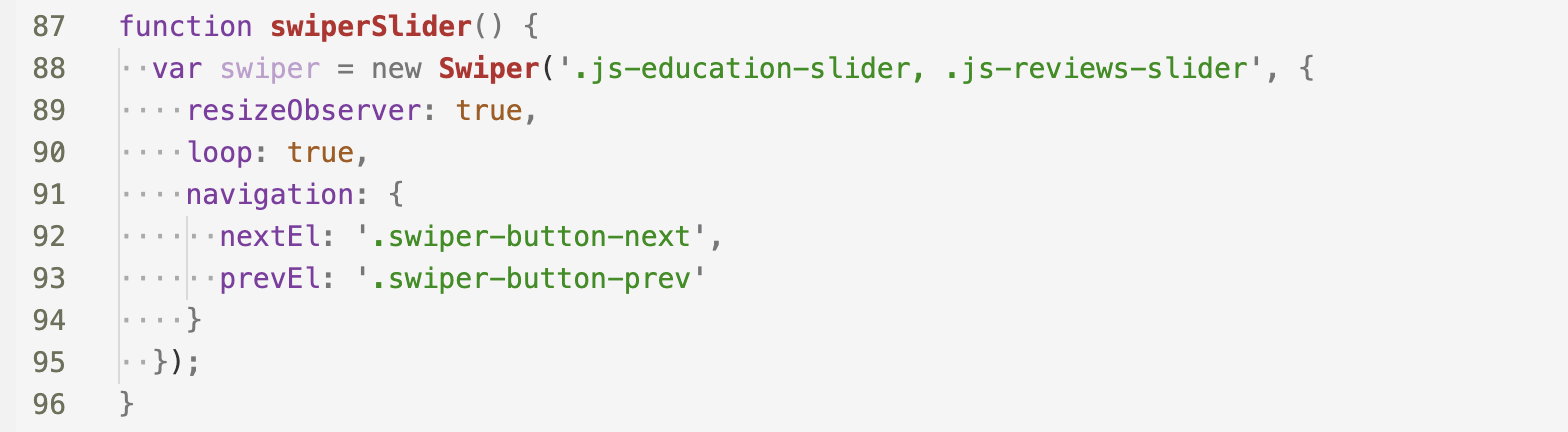 87 function swiperSlider() {
88 ··var swiper = new Swiper('.js-education-slider, .js-reviews-slider', {
89 ····resizeObserver: true,
90 ····loop: true,
91 ····navigation: {
92 ······nextEl: '.swiper-button-next',
93 ······prevEl: '.swiper-button-prev'
94 ····}
95 ··});
96 }